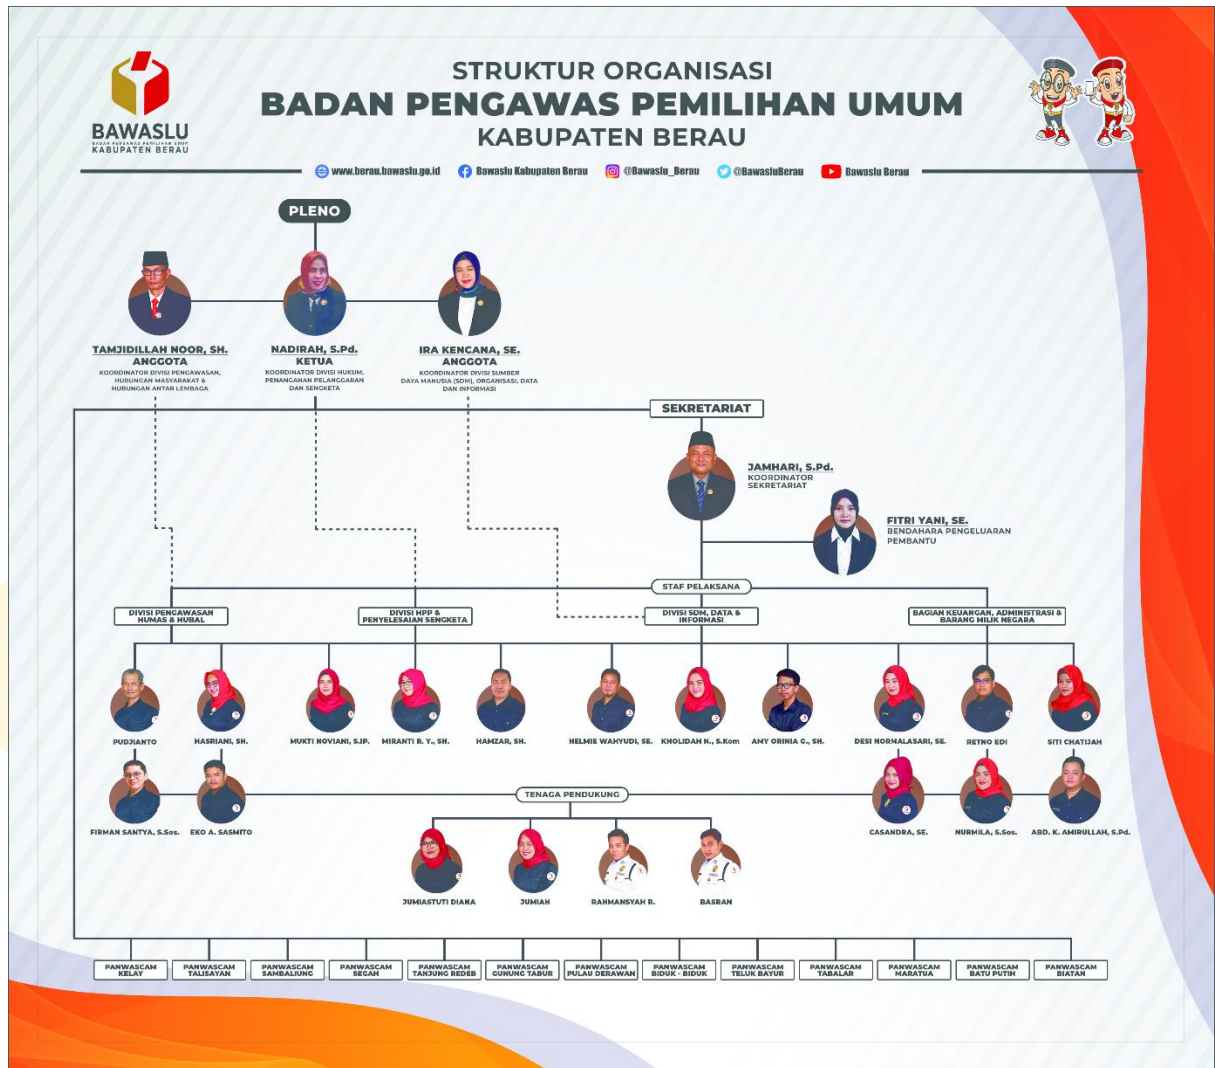 STRUKTUR ORGANISASI
BADAN PENGAWAS PEMILIHAN UMUM
KABUPATEN BERAU
BAWASLU
BADAN PENGAWAS PEMILIHAN UMUM
KABUPATEN BERAU
www.berau.bawaslu.go.id
Bawaslu Kabupaten Berau
@Bawaslu_Berau
@BawasluBerau
Bawaslu Berau
PLENO
TAMJIDILLAH NOOR, SH.
ANGGOTA
KOORDINATOR DIVISI PENGAWASAN,
HUBUNGAN MASYARAKAT &
HUBUNGAN ANTAR LEMBAGA
NADIRAH, S.Pd.
KETUA
KOORDINATOR DIVISI HUKUM,
PENANGANAN PELANGGARAN
DAN SENGKETA
IRA KENCANA, SE.
ANGGOTA
KOORDINATOR DIVISI SUMBER
DAYA MANUSIA (SDM), ORGANISASI, DATA
DAN INFORMASI
SEKRETARIAT
JAMHARI, S.Pd.
KOORDINATOR
SEKRETARIAT
FITRI YANI, SE.
BENDAHARA PENGELUARAN
PEMBANTU
STAF PELAKSANA
DIVISI PENGAWASAN
HUMAS & HUBAL
DIVISI HPP &
PENYELESAIAN SENGKETA
DIVISI SDM, DATA &
INFORMASI
BAGIAN KEUANGAN, ADMINISTRASI &
BARANG MILIK NEGARA
PUDJIANTO
HASRIANI, SH.
MUKTI NOVIANI, S.IP.
MIRANTI R. Y., SH.
HAMZAR, SH.
HELMIE WAHYUDI, SE.
KHOLIDAH N., S.Kom
AMY ORINIA G., SH.
DESI NORMALASARI, SE.
RETNO EDI
SITI CHATIJAH
TENAGA PENDUKUNG
FIRMAN SANTYA, S.Sos.
EKO A. SASMITO
CASANDRA, SE.
NURMILA, S.Sos.
ABD. K. AMIRULLAH, S.Pd.
JUMIASTUTI DIANA
JUMIAH
RAHMANSYAH R.
BASRAN
PANWASCAM
KELAY
PANWASCAM
TALISAYAN
PANWASCAM
SAMBALIUNG
PANWASCAM
SEGAH
PANWASCAM
TANJUNG REDEB
PANWASCAM
GUNUNG TABUR
PANWASCAM
PULAU DERAWAN
PANWASCAM
BIDUK - BIDUK
PANWASCAM
TELUK BAYUR
PANWASCAM
TABALAR
PANWASCAM
MARATUA
PANWASCAM
BATU PUTIH
PANWASCAM
BIATAN